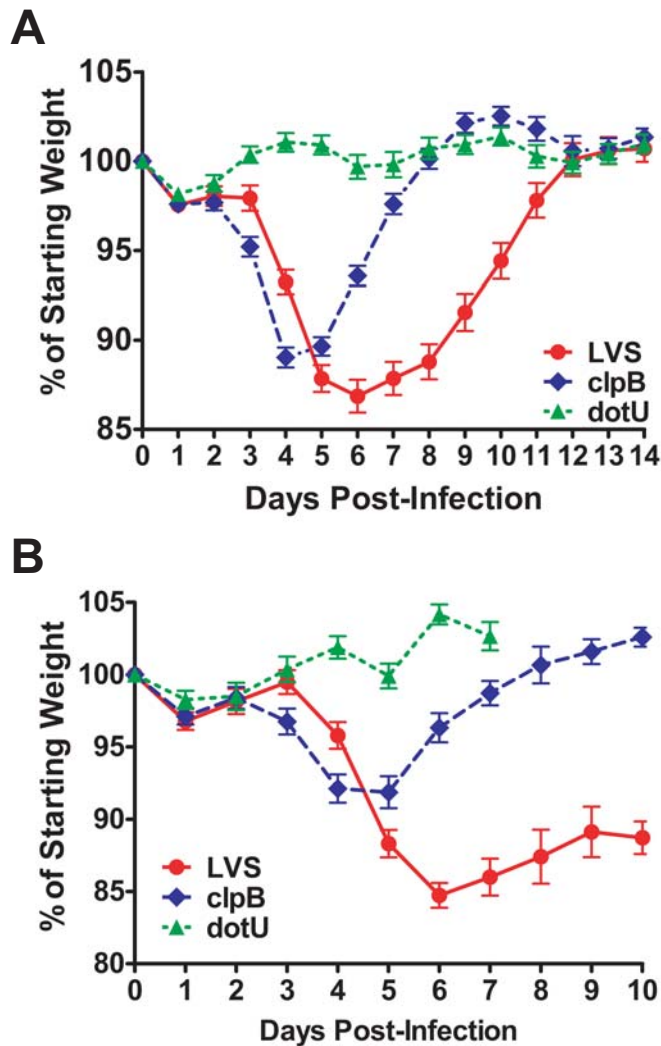 A
% of Starting Weight
105
100
95
90
85
0 1 2 3 4 5 6 7 8 9 10 11 12 13 14
Days Post-Infection
LVS
clpB
dotU
B
% of Starting Weight
105
100
95
90
85
80
0 1 2 3 4 5 6 7 8 9 10
Days Post-Infection
LVS
clpB
dotU